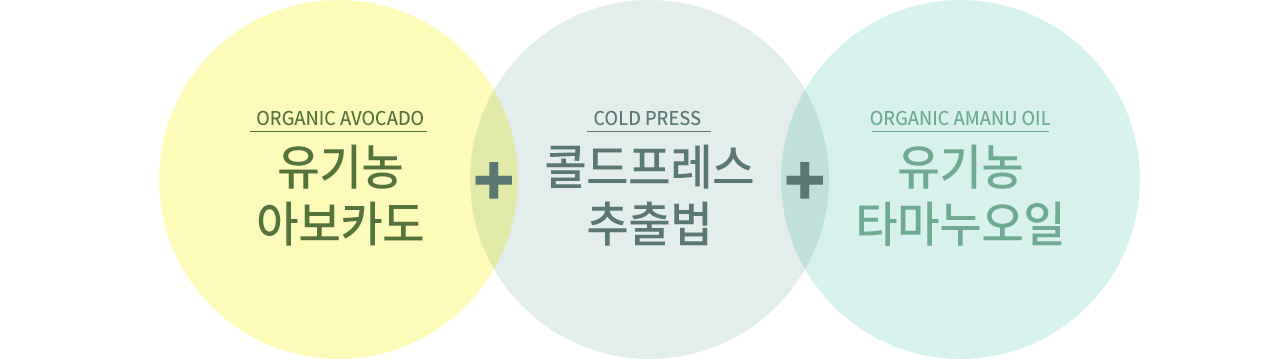 ORGANIC AVOCADO
유기농
아보카도
+
COLD PRESS
콜드프레스
추출법
+
ORGANIC AMANU OIL
유기농
타마누오일